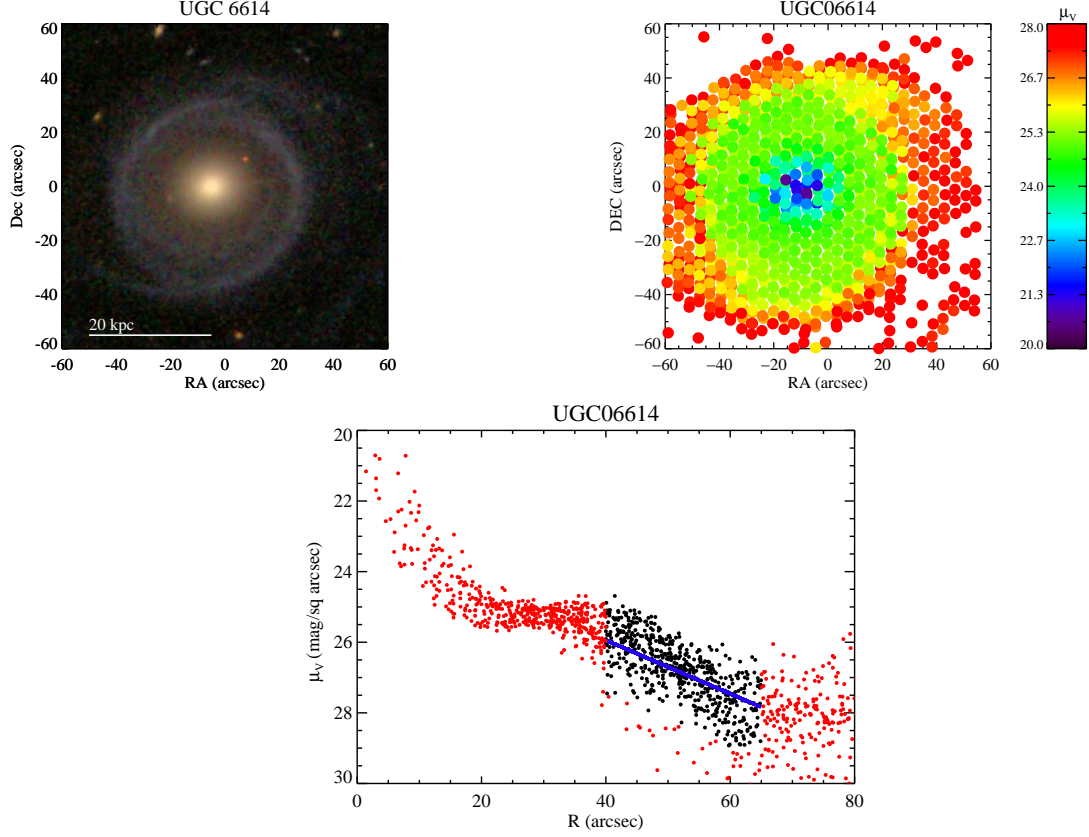 UGC 6614
60
40
20
0
-20
-40
-60
Dec (arcsec)
20 kpc
-60 -40 -20 0 20 40 60
RA (arcsec)
UGC06614
60
40
20
0
−20
−40
−60
DEC (arcsec)
−60 −40 −20 0 20 40 60
RA (arcsec)
μV
28.0
26.7
25.3
24.0
22.7
21.3
20.0
UGC06614
20
22
24
26
28
30
μV (mag/sq arcsec)
0 20 40 60 80
R (arcsec)